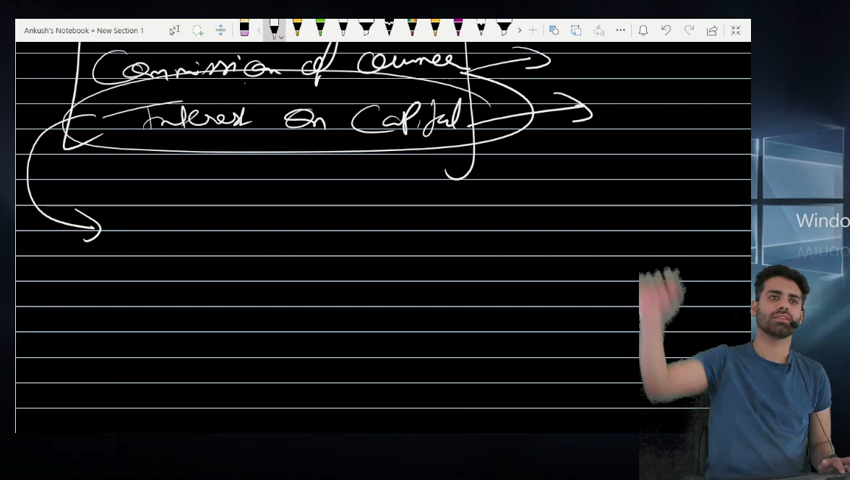 Ankush's Notebook » New Section 1
Commission of Owner
Interest on Capital
Windo